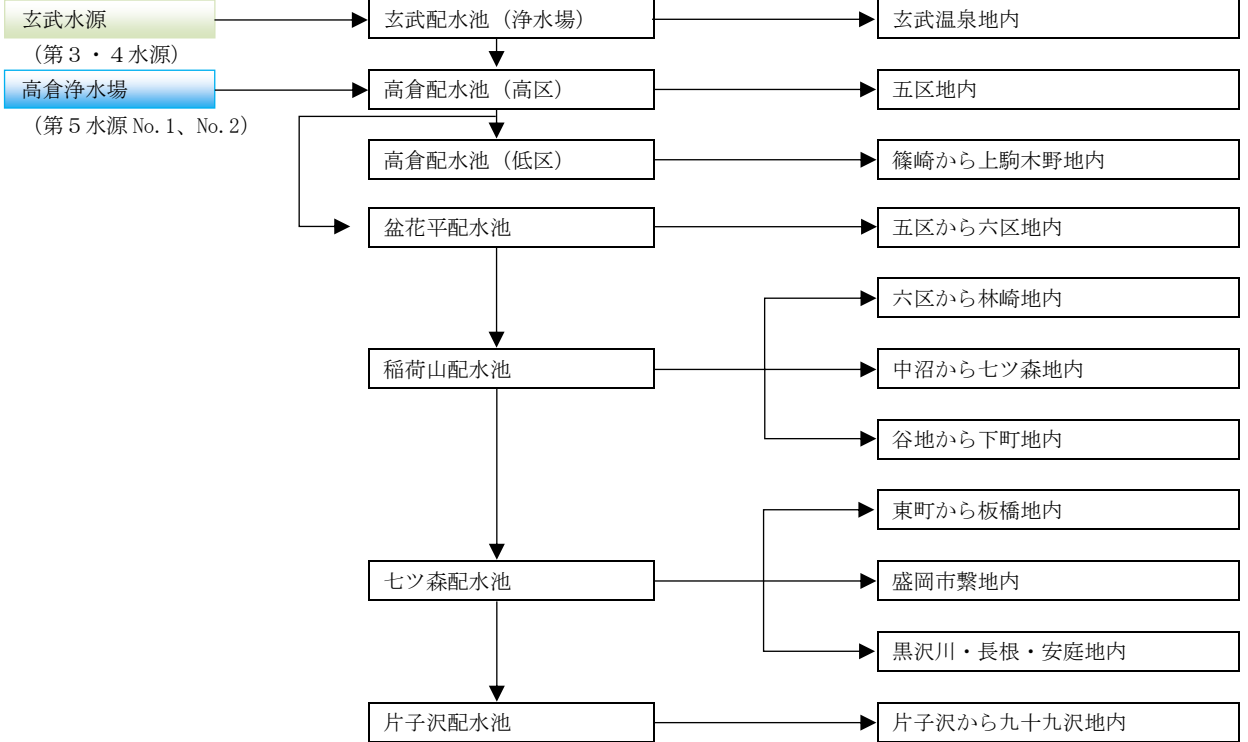 玄武水源
玄武配水池（浄水場）
玄武温泉地内
（第３・４水源）
高倉浄水場
高倉配水池（高区）
五区地内
（第５水源 No.1、No.2）
高倉配水池（低区）
篠崎から上駒木野地内
盆花平配水池
五区から六区地内
六区から林崎地内
稲荷山配水池
中沼から七ツ森地内
谷地から下町地内
東町から板橋地内
七ツ森配水池
盛岡市繋地内
黒沢川・長根・安庭地内
片子沢配水池
片子沢から九十九沢地内